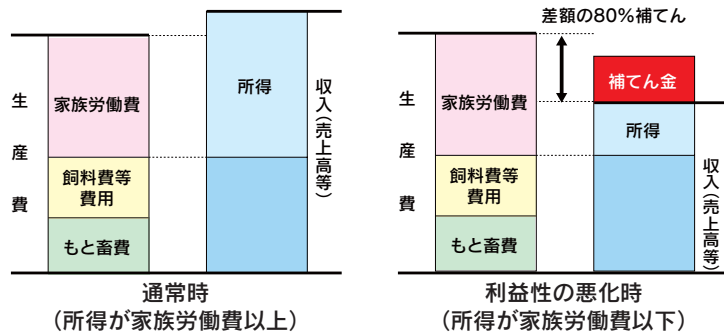 生産費
家族労働費
飼料費等
費用
もと畜費
所得
収入(売上高等)
通常時
(所得が家族労働費以上)
差額の80%補てん
生産費
家族労働費
飼料費等
費用
もと畜費
補てん金
所得
収入(売上高等)
利益性の悪化時
(所得が家族労働費以下)